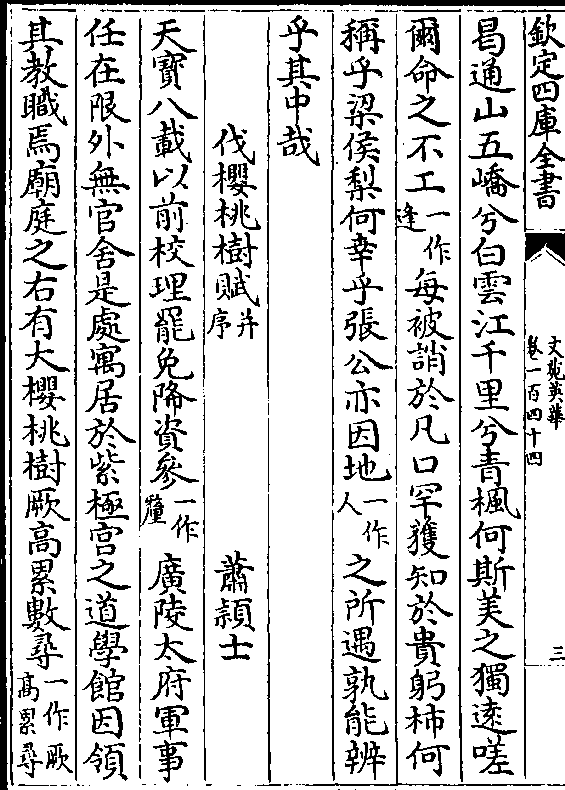 欽定四庫全書
文苑英華
卷一百四十四
三
曷通山五嶠兮白雲江千里兮青楓何斯美之獨遠嗟
爾命之不工一作逢每被誚於凡口罕獲知於貴躬柿何
稱乎梁侯梨何幸乎張公亦因地一作人之所遇孰能辨
乎其中哉
伐櫻桃樹賦并序 蕭頴士
天寶八載以前校理罷免降資參一作𨤲廣陵太府軍事
任在限外無官舍是處寓居於紫極宫之道學館因領
其教職焉廟庭之右有大櫻桃樹厥高累數尋一作厥高累尋